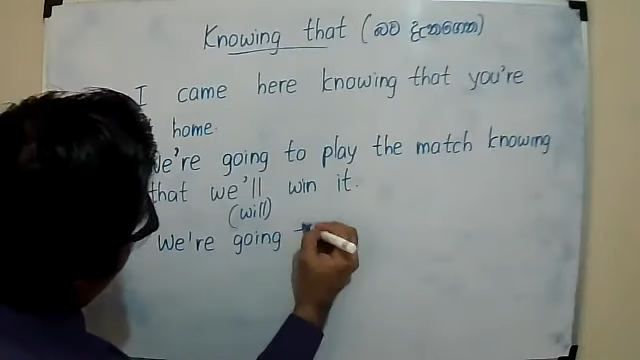 Knowing that (බව දැනගෙන)
I came here knowing that you're
home.
We're going to play the match knowing
that we'll win it.
(will)
We're going